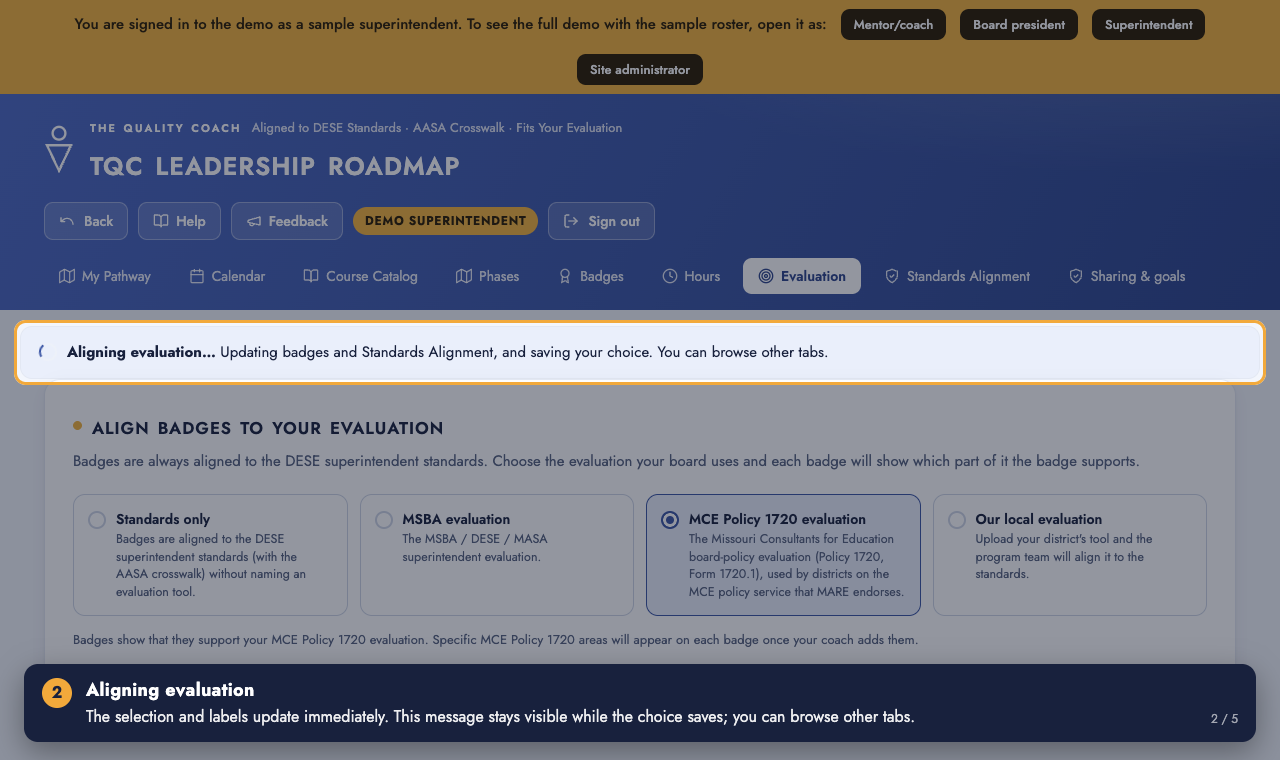 You are signed in to the demo as a sample superintendent. To see the full demo with the sample roster, open it as: Mentor/coach Board president Superintendent
Site administrator
THE QUALITY COACH Aligned to DESE Standards · AASA Crosswalk · Fits Your Evaluation
TQC LEADERSHIP ROADMAP
Back Help Feedback DEMO SUPERINTENDENT Sign out
My Pathway Calendar Course Catalog Phases Badges Hours Evaluation Standards Alignment Sharing & goals
Aligning evaluation... Updating badges and Standards Alignment, and saving your choice. You can browse other tabs.
ALIGN BADGES TO YOUR EVALUATION
Badges are always aligned to the DESE superintendent standards. Choose the evaluation your board uses and each badge will show which part of it the badge supports.
Standards only
Badges are aligned to the DESE
superintendent standards (with the
AASA crosswalk) without naming an
evaluation tool.
MSBA evaluation
The MSBA / DESE / MASA
superintendent evaluation.
MCE Policy 1720 evaluation
The Missouri Consultants for Education
board-policy evaluation (Policy 1720,
Form 1720.1), used by districts on the
MCE policy service that MARE endorses.
Our local evaluation
Upload your district's tool and the
program team will align it to the
standards.
Badges show that they support your MCE Policy 1720 evaluation. Specific MCE Policy 1720 areas will appear on each badge once your coach adds them.
2 Aligning evaluation
The selection and labels update immediately. This message stays visible while the choice saves; you can browse other tabs.
2 / 5